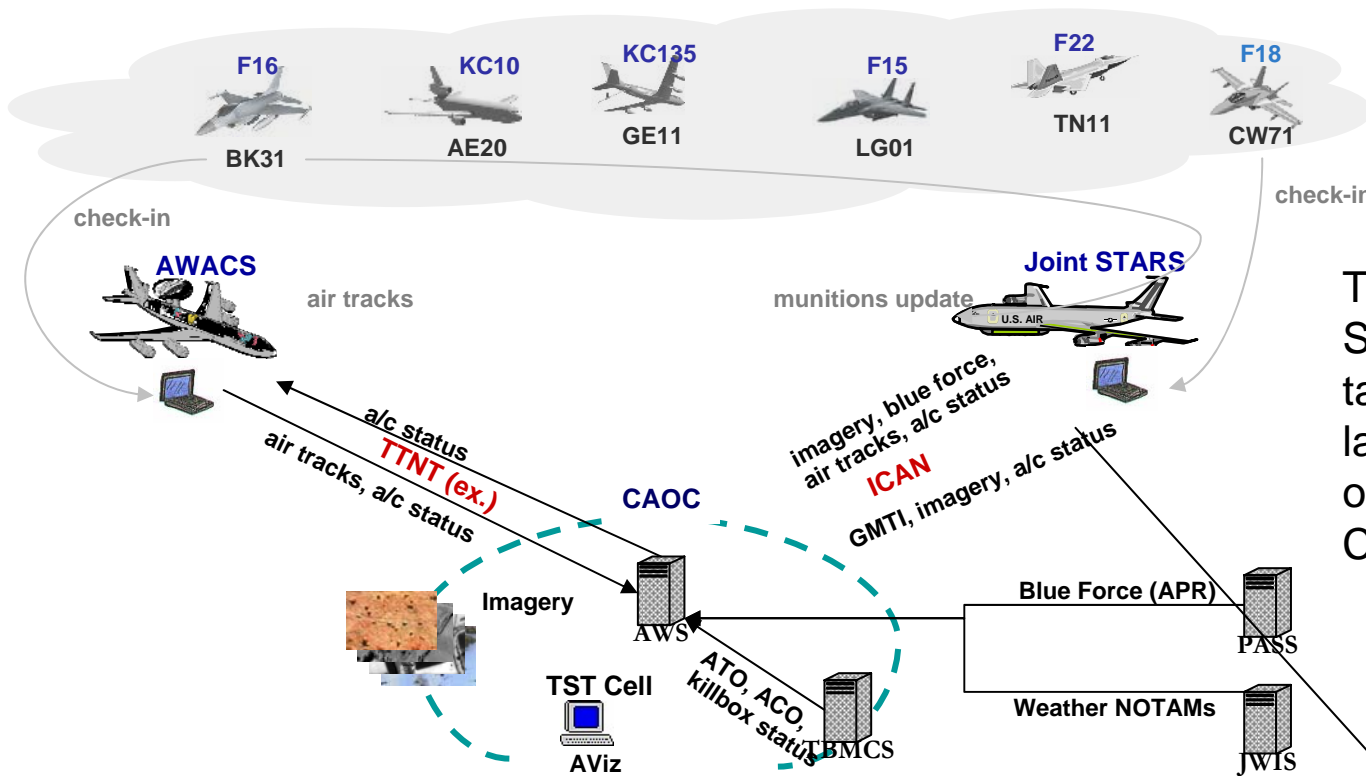 F16
KC10
KC135
F15
F22
F18
BK31
AE20
GE11
LG01
TN11
CW71
check-in
check-in
AWACS
air tracks
munitions update
Joint STARS
U.S. AIR
a/c status
TTNT (ex.)
air tracks, a/c status
imagery, blue force,
air tracks, a/c status
ICAN
GMTI, imagery, a/c status
CAOC
Imagery
AWS
Blue Force (APR)
PASS
ATO, ACO,
killbox status
TST Cell
AViz
TBMCS
Weather NOTAMs
JWIS
T
S
ta
la
o
C